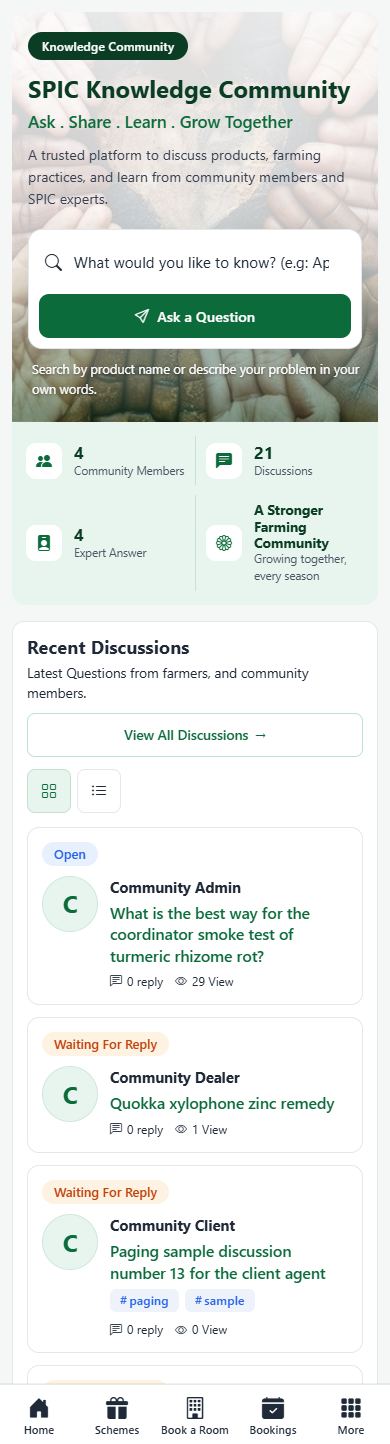 Knowledge Community
SPIC Knowledge Community
Ask . Share . Learn . Grow Together
A trusted platform to discuss products, farming
practices, and learn from community members and
SPIC experts.
What would you like to know? (e.g: Ap
Ask a Question
Search by product name or describe your problem in your
own words.
4
Community Members
21
Discussions
4
Expert Answer
A Stronger
Farming
Community
Growing together,
every season
Recent Discussions
Latest Questions from farmers, and community
members.
View All Discussions →
Open
C
Community Admin
What is the best way for the
coordinator smoke test of
turmeric rhizome rot?
0 reply 29 View
Waiting For Reply
C
Community Dealer
Quokka xylophone zinc remedy
0 reply 1 View
Waiting For Reply
C
Community Client
Paging sample discussion
number 13 for the client agent
#paging #sample
0 reply 0 View
Home Schemes Book a Room Bookings More